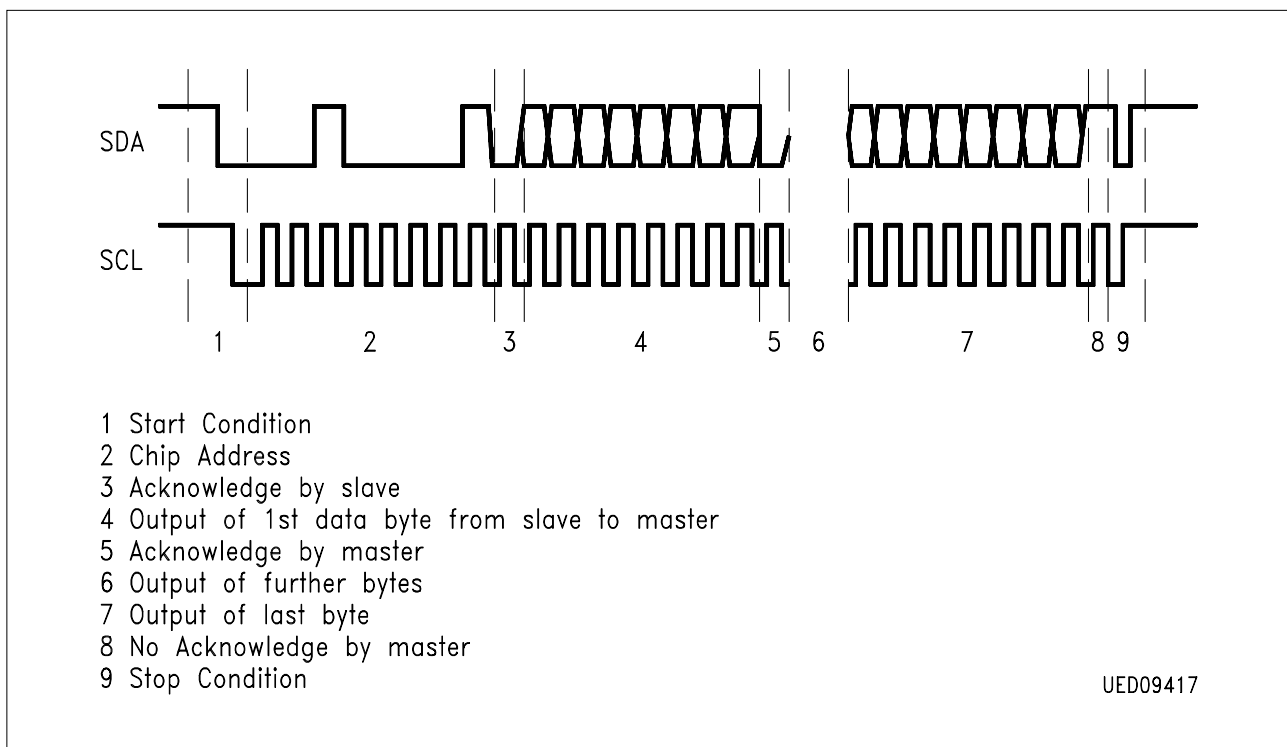 SDA
SCL
1 2 3 4 5 6 7 8 9
1 Start Condition
2 Chip Address
3 Acknowledge by slave
4 Output of 1st data byte from slave to master
5 Acknowledge by master
6 Output of further bytes
7 Output of last byte
8 No Acknowledge by master
9 Stop Condition
UED09417